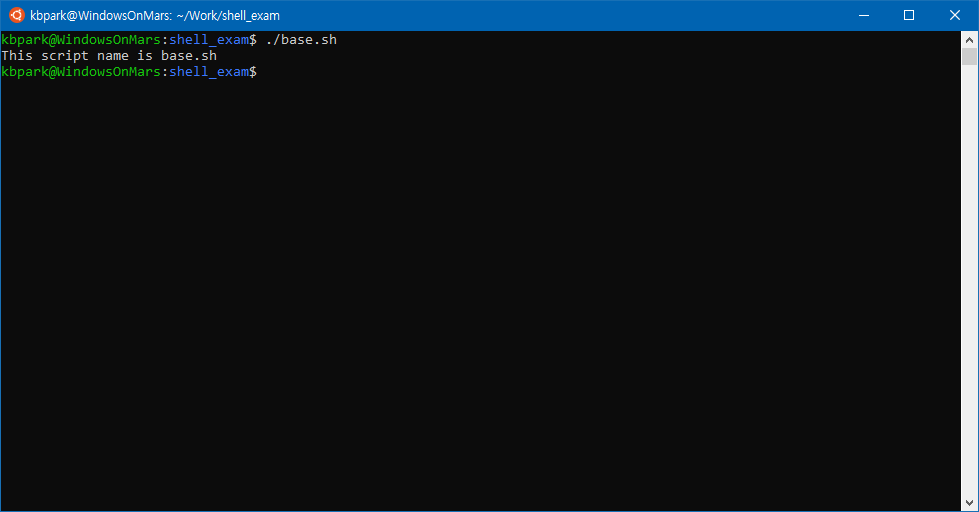 kbpark@WindowsOnMars: ~/Work/shell_exam
kbpark@WindowsOnMars:shell_exam$ ./base.sh
This script name is base.sh
kbpark@WindowsOnMars:shell_exam$